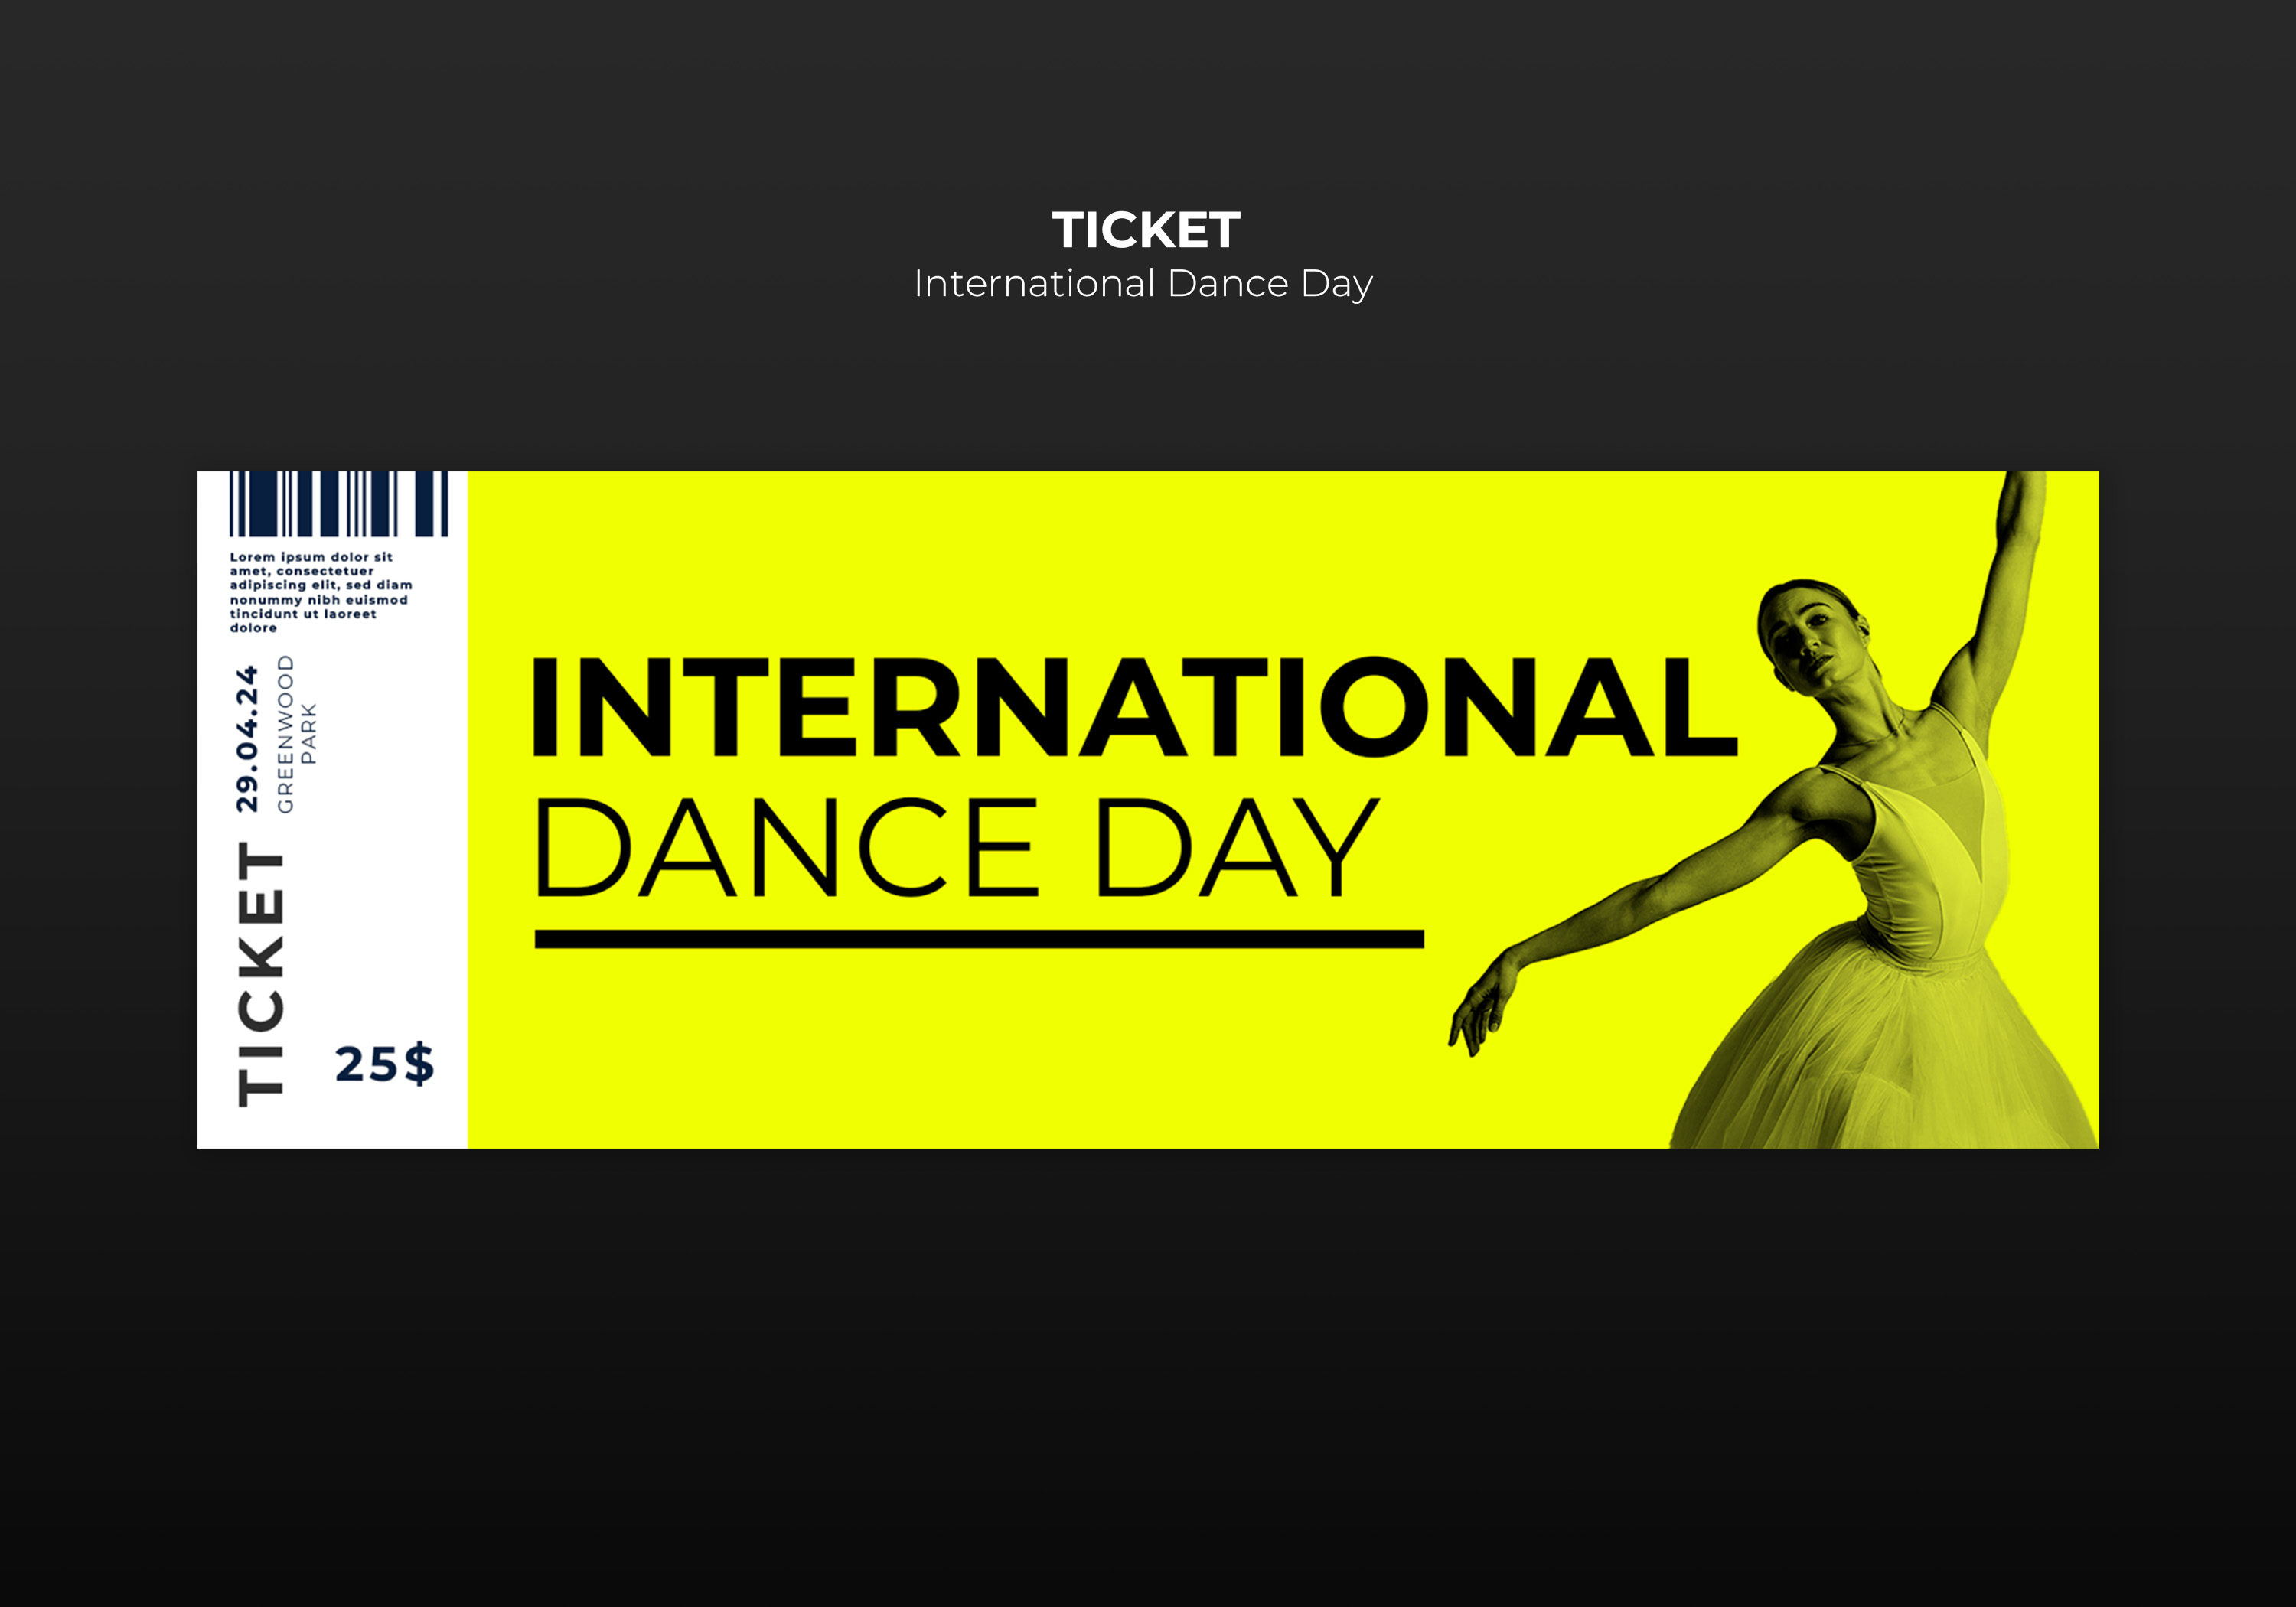 TICKET
International Dance Day
Lorem ipsum dolor sit
amet, consectetuer
adipiscing elit, sed diam
nonummy nibh euismod
tincidunt ut laoreet
dolore
29.04.24
GREENWOOD
PARK
TICKET
25$
INTERNATIONAL
DANCE DAY